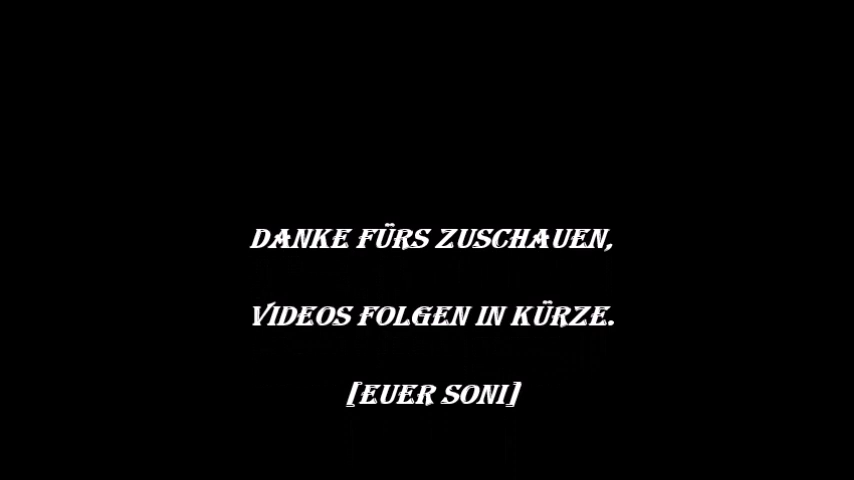 DANKE FÜRS ZUSCHAUEN,
VIDEOS FOLGEN IN KÜRZE.
[EUER SONI]